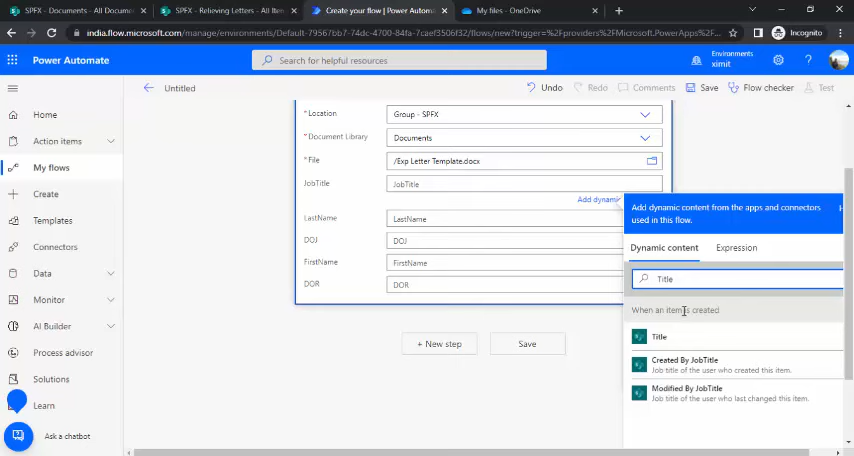 SPFX - Documents - All Documen
SPFX - Relieving Letters - All Iten
Create your flow | Power Automate
My files - OneDrive
india.flow.microsoft.com/manage/environments/Default-79567bb7-74dc-4700-84fa-7caef3506f32/flows/new?trigger=%2Fproviders%2FMicrosoft.PowerApps%2F...
Incognito
Power Automate
Search for helpful resources
Environments
ximit
Untitled
Undo
Redo
Comments
Save
Flow checker
Test
Home
Action items
My flows
Create
Templates
Connectors
Data
Monitor
AI Builder
Process advisor
Solutions
Learn
Ask a chatbot
* Location
Group - SPFX
* Document Library
Documents
* File
/Exp Letter Template.docx
JobTitle
JobTitle
Add dynamic
LastName
LastName
DOJ
DOJ
FirstName
FirstName
DOR
DOR
+ New step
Save
Add dynamic content from the apps and connectors
used in this flow.
H
Dynamic content
Expression
Title
When an item is created
Title
Created By JobTitle
Job title of the user who created this item.
Modified By JobTitle
Job title of the user who last changed this item.